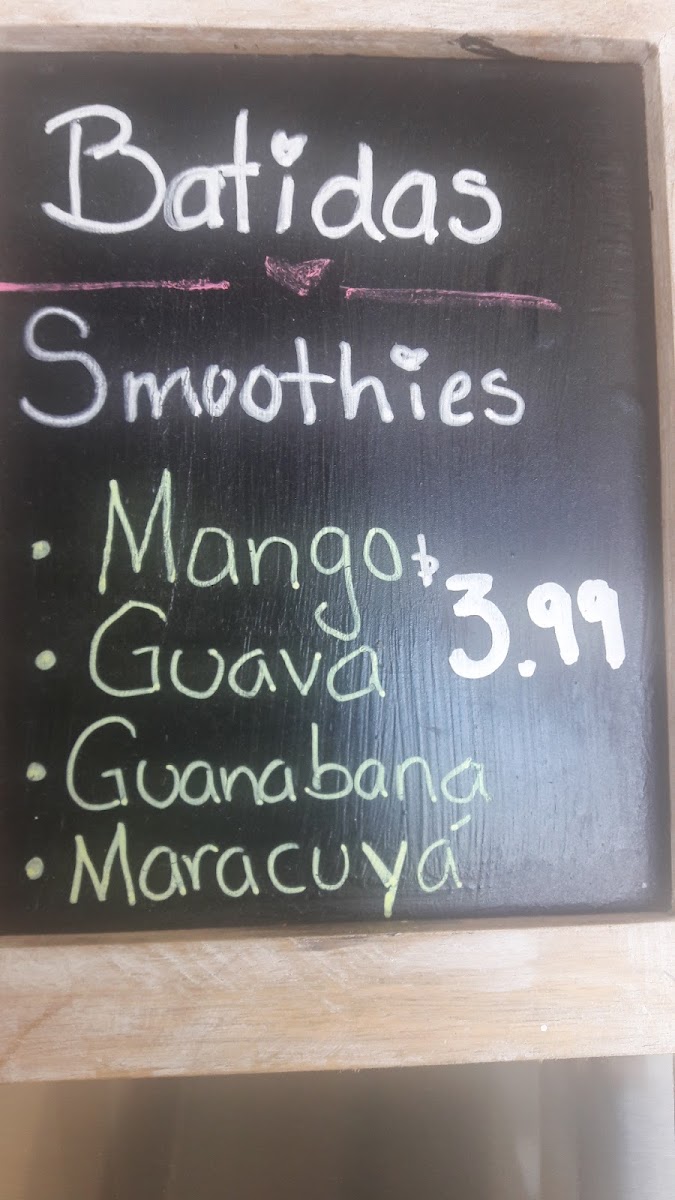 Batidas
Smoothies
• Mango
$3.99
• Guava
• Guanabana
• Maracuyá